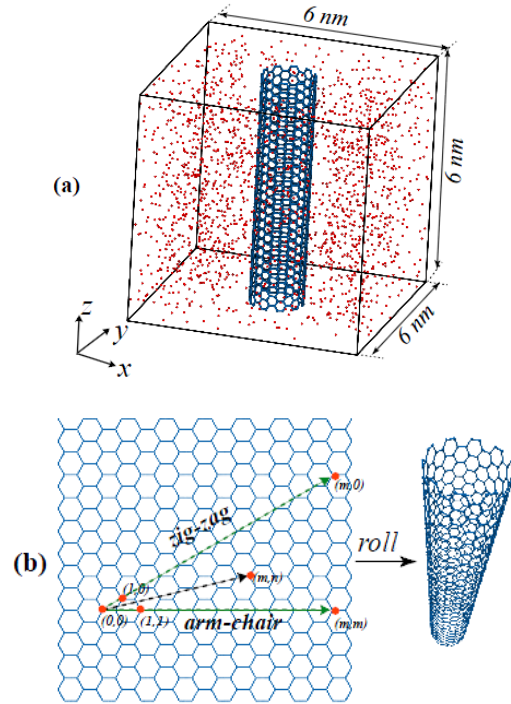 6 nm
(a)
6 nm
6 nm
z
y
x
(m,0)
zig-zag
roll
(b)
(1,0)
(m,n)
(0,0)
(1,1)
arm-chair
(m,m)